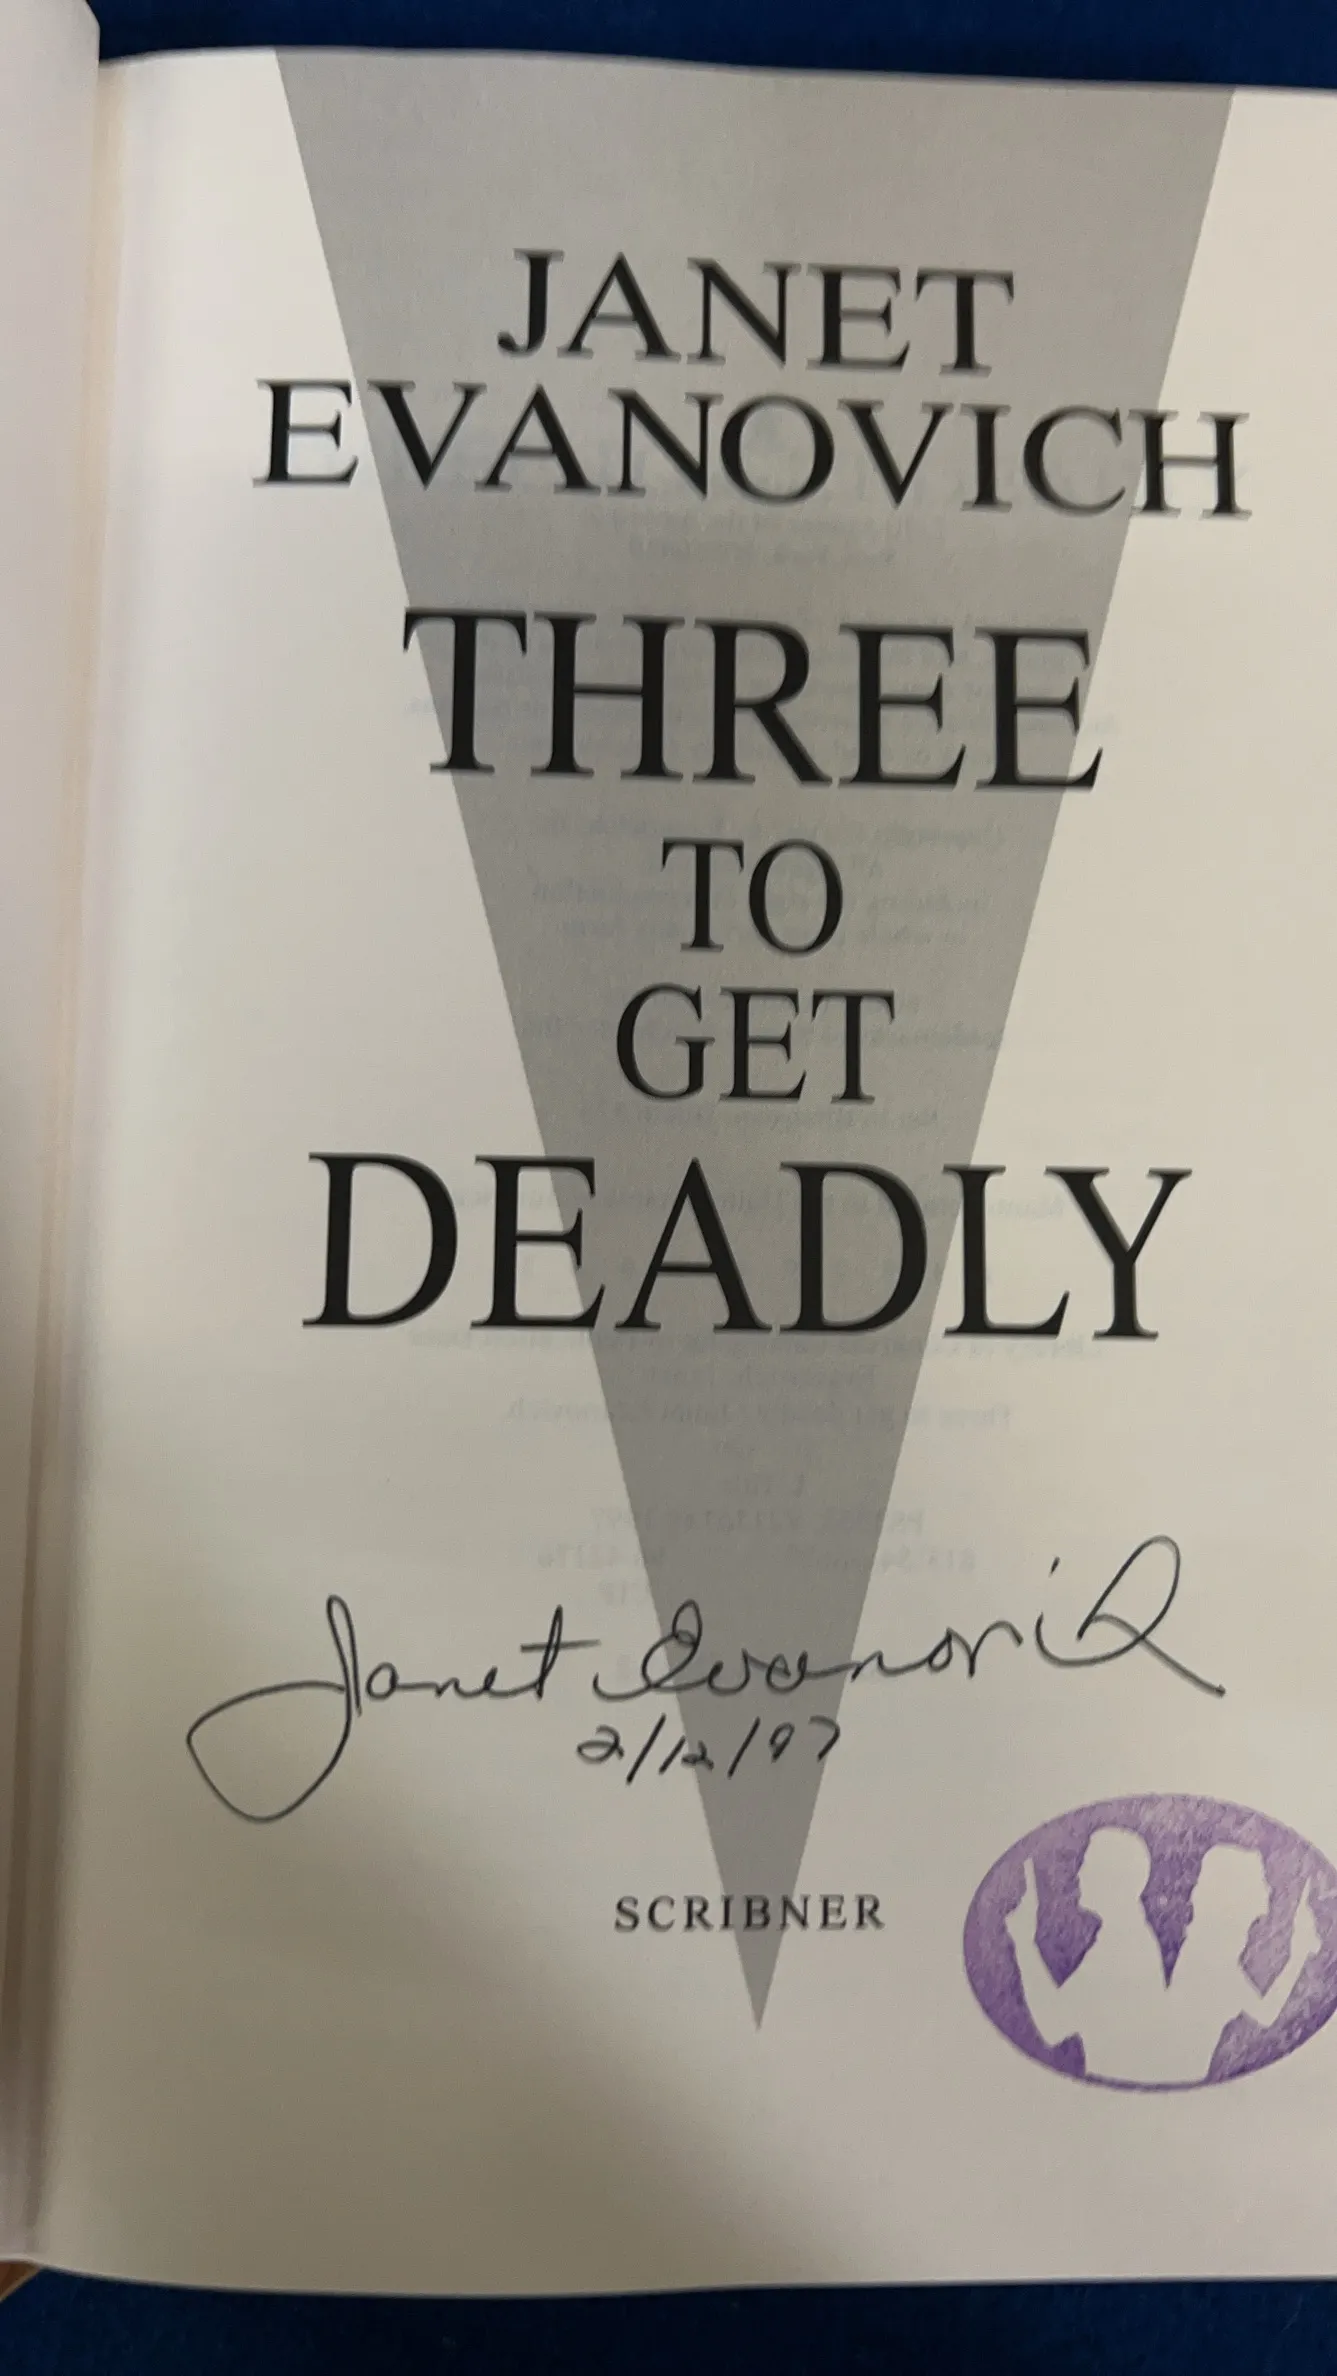 JANET
EVANOVICH
THREE
TO
GET
DEADLY
Janet Evanovich
2/12/97
SCRIBNER